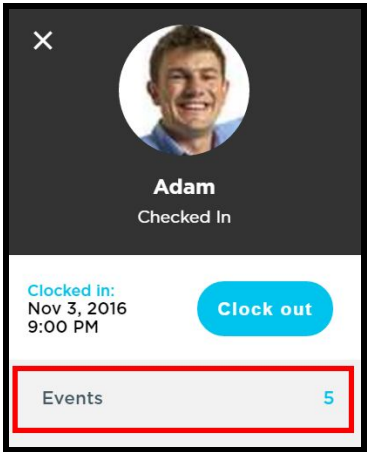 Adam
Checked In
Clocked in:
Nov 3, 2016
9:00 PM
Clock out
Events 5